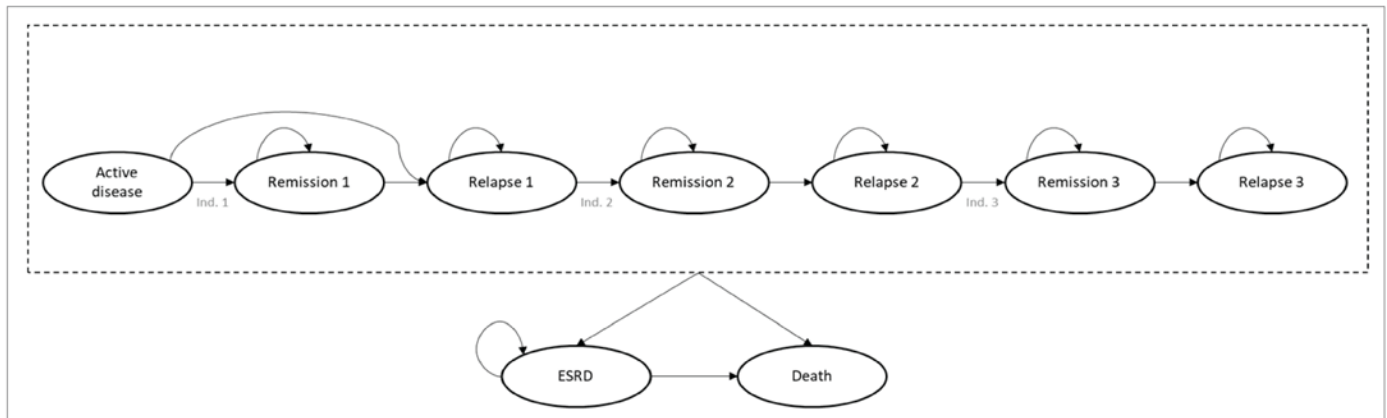 Active
disease
Remission 1
Relapse 1
Remission 2
Relapse 2
Remission 3
Relapse 3
Ind. 1
Ind. 2
Ind. 3
ESRD
Death